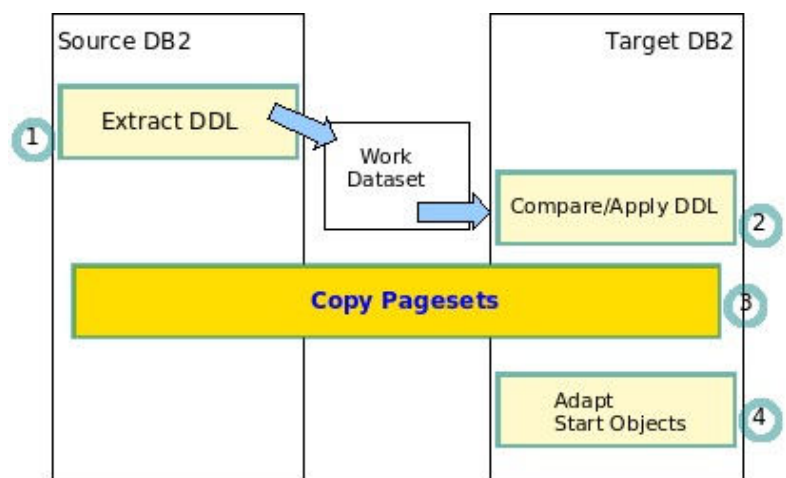 Source DB2
Target DB2
Extract DDL
1
Work
Dataset
Compare/Apply DDL
2
Copy Pagesets
3
Adapt
Start Objects
4